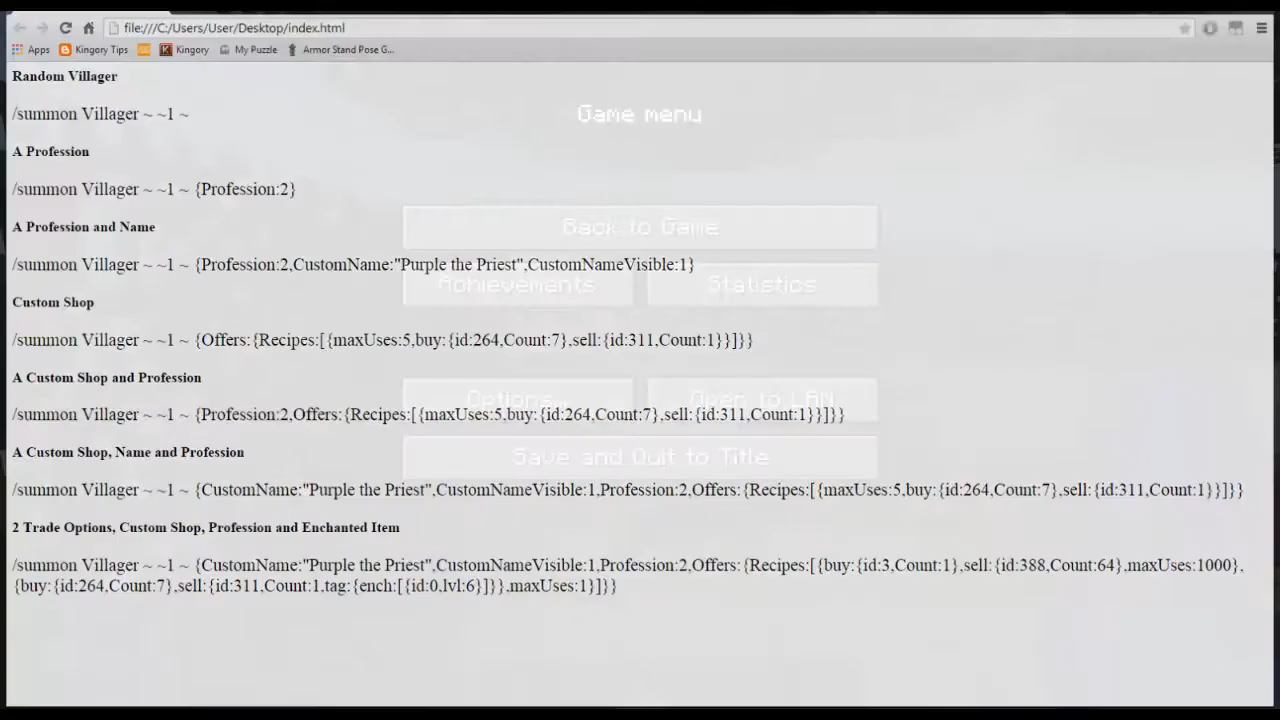 file:///C:/Users/User/Desktop/index.html
Apps Kingory Tips Kingory My Puzzle Armor Stand Pose G...
Random Villager
/summon Villager ~ ~1 ~
Game menu
A Profession
/summon Villager ~ ~1 ~ {Profession:2}
A Profession and Name
Back to Game
/summon Villager ~ ~1 ~ {Profession:2,CustomName:"Purple the Priest",CustomNameVisible:1}
Achievements Statistics
Custom Shop
/summon Villager ~ ~1 ~ {Offers:{Recipes:[{maxUses:5,buy:{id:264,Count:7},sell:{id:311,Count:1}}]}}
A Custom Shop and Profession
Options... Open to LAN
/summon Villager ~ ~1 ~ {Profession:2,Offers:{Recipes:[{maxUses:5,buy:{id:264,Count:7},sell:{id:311,Count:1}}]}}
A Custom Shop, Name and Profession
Save and Quit to Title
/summon Villager ~ ~1 ~ {CustomName:"Purple the Priest",CustomNameVisible:1,Profession:2,Offers:{Recipes:[{maxUses:5,buy:{id:264,Count:7},sell:{id:311,Count:1}}]}}
2 Trade Options, Custom Shop, Profession and Enchanted Item
/summon Villager ~ ~1 ~ {CustomName:"Purple the Priest",CustomNameVisible:1,Profession:2,Offers:{Recipes:[{buy:{id:3,Count:1},sell:{id:388,Count:64},maxUses:1000},
{buy:{id:264,Count:7},sell:{id:311,Count:1,tag:{ench:[{id:0,lvl:6}]}},maxUses:1}]}}